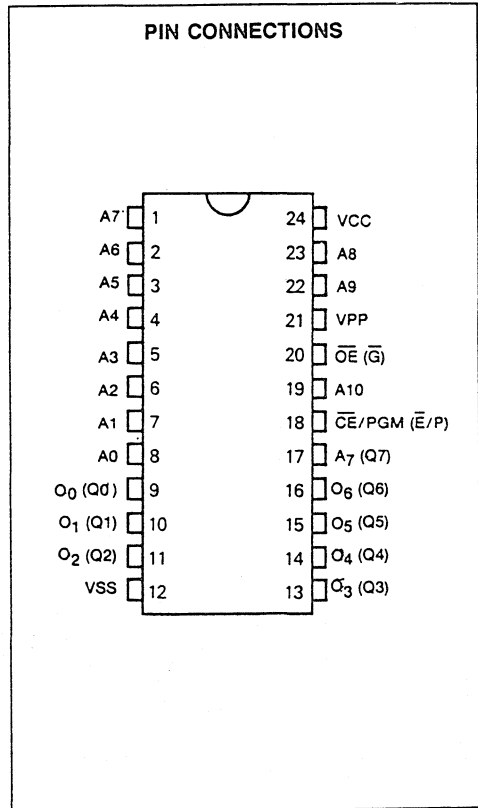 PIN CONNECTIONS
A7 1 24 VCC
A6 2 23 A8
A5 3 22 A9
A4 4 21 VPP
A3 5 20 O̅E̅ (G̅)
A2 6 19 A10
A1 7 18 C̅E̅/PGM (E̅/P)
A0 8 17 A7 (Q7)
O0 (Q0) 9 16 O6 (Q6)
O1 (Q1) 10 15 O5 (Q5)
O2 (Q2) 11 14 O4 (Q4)
VSS 12 13 O3 (Q3)